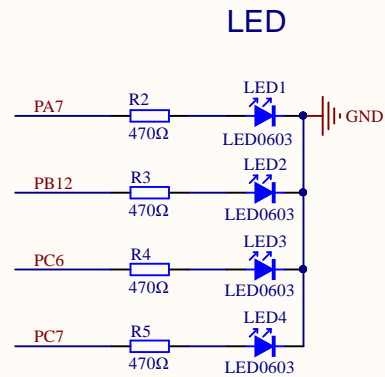 LED
LED1
PA7 R2 GND
470Ω LED0603
LED2
PB12 R3
470Ω LED0603
LED3
PC6 R4
470Ω LED0603
LED4
PC7 R5
470Ω LED0603